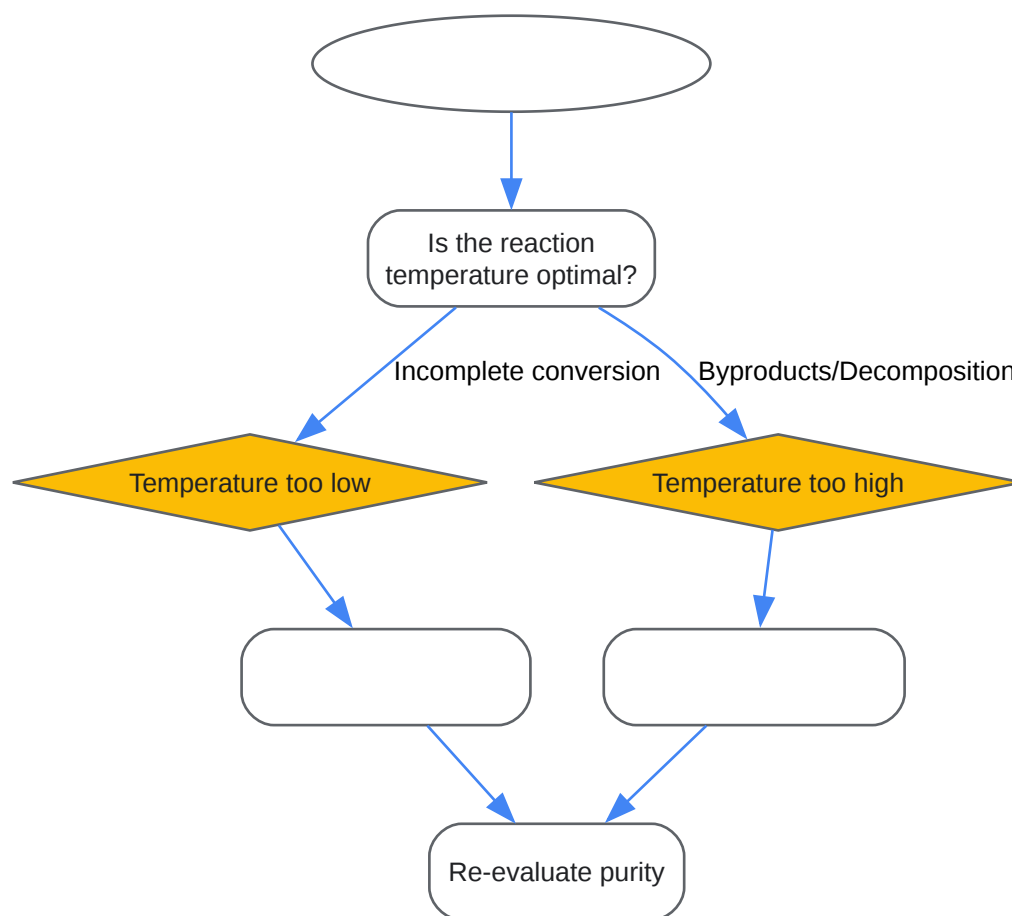 Is the reaction
temperature optimal?
Incomplete conversion
Byproducts/Decomposition
Temperature too low
Temperature too high
Re-evaluate purity